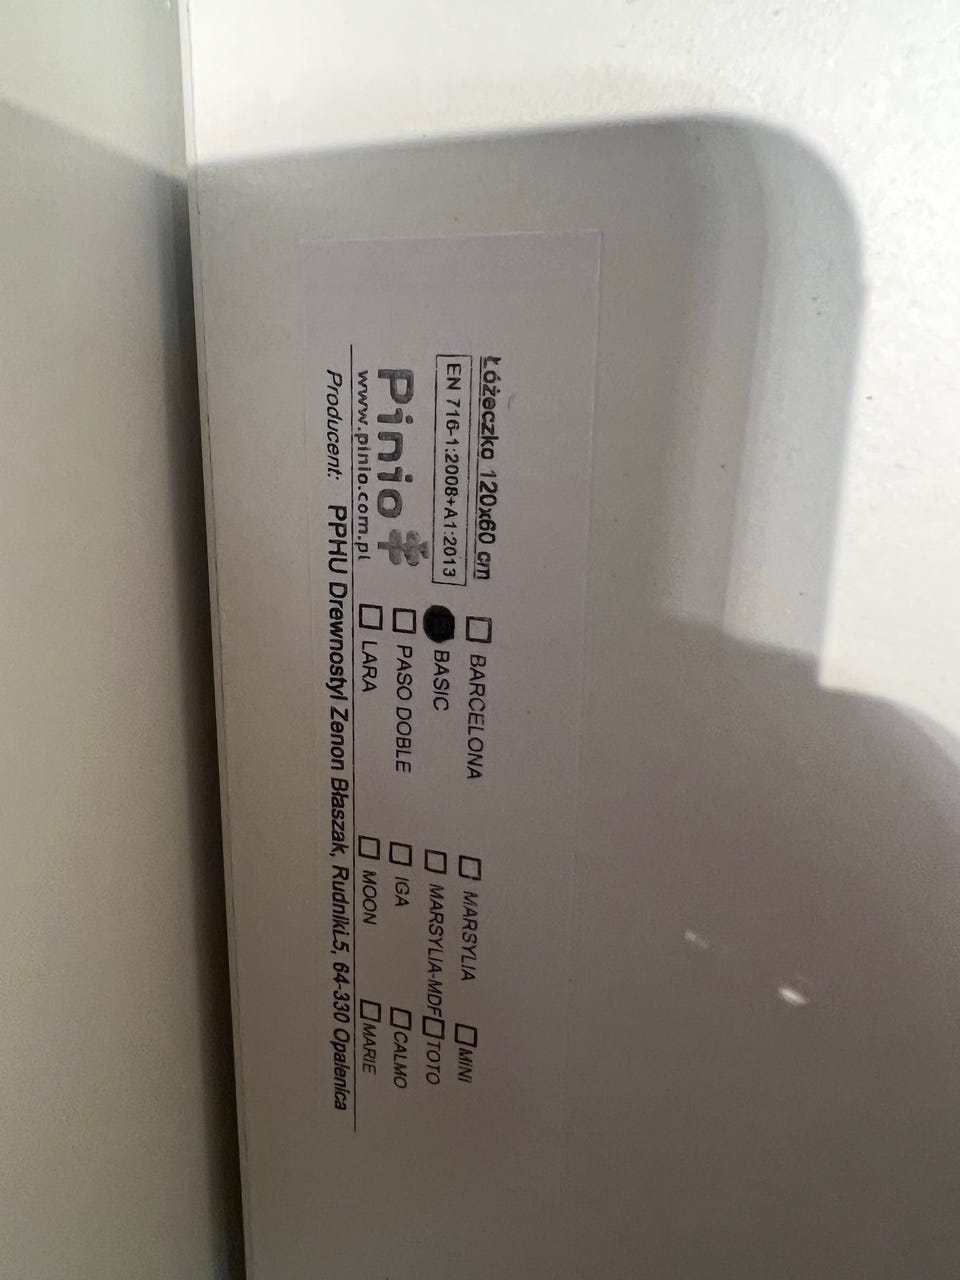 Łóżeczko 120x60 cm
EN 716-1:2008+A1:2013
Pinio
www.pinio.com.pl
☐ BARCELONA ☐ MARSYLIA ☐ MINI
☒ BASIC ☐ MARSYLIA-MDF ☐ TOTO
☐ PASO DOBLE ☐ IGA ☐ CALMO
☐ LARA ☐ MOON ☐ MARIE
Producent: PPHU Drewnostyl Zenon Błaszak, Rudniki.5, 64-330 Opalenica